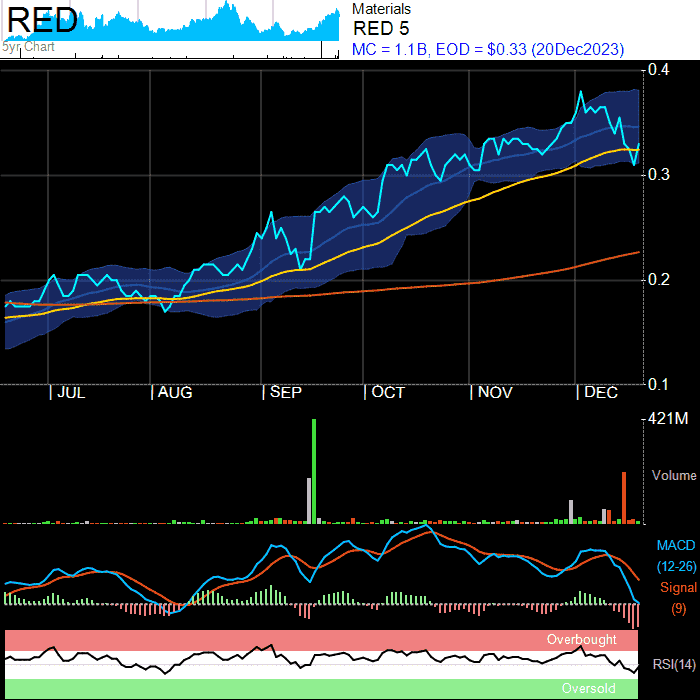 RED
5yr Chart
Materials
RED 5
MC = 1.1B, EOD = $0.33 (20Dec2023)
0.4
0.3
0.2
0.1
JUL
AUG
SEP
OCT
NOV
DEC
421M
Volume
MACD
(12-26)
Signal
(9)
Overbought
RSI(14)
Oversold